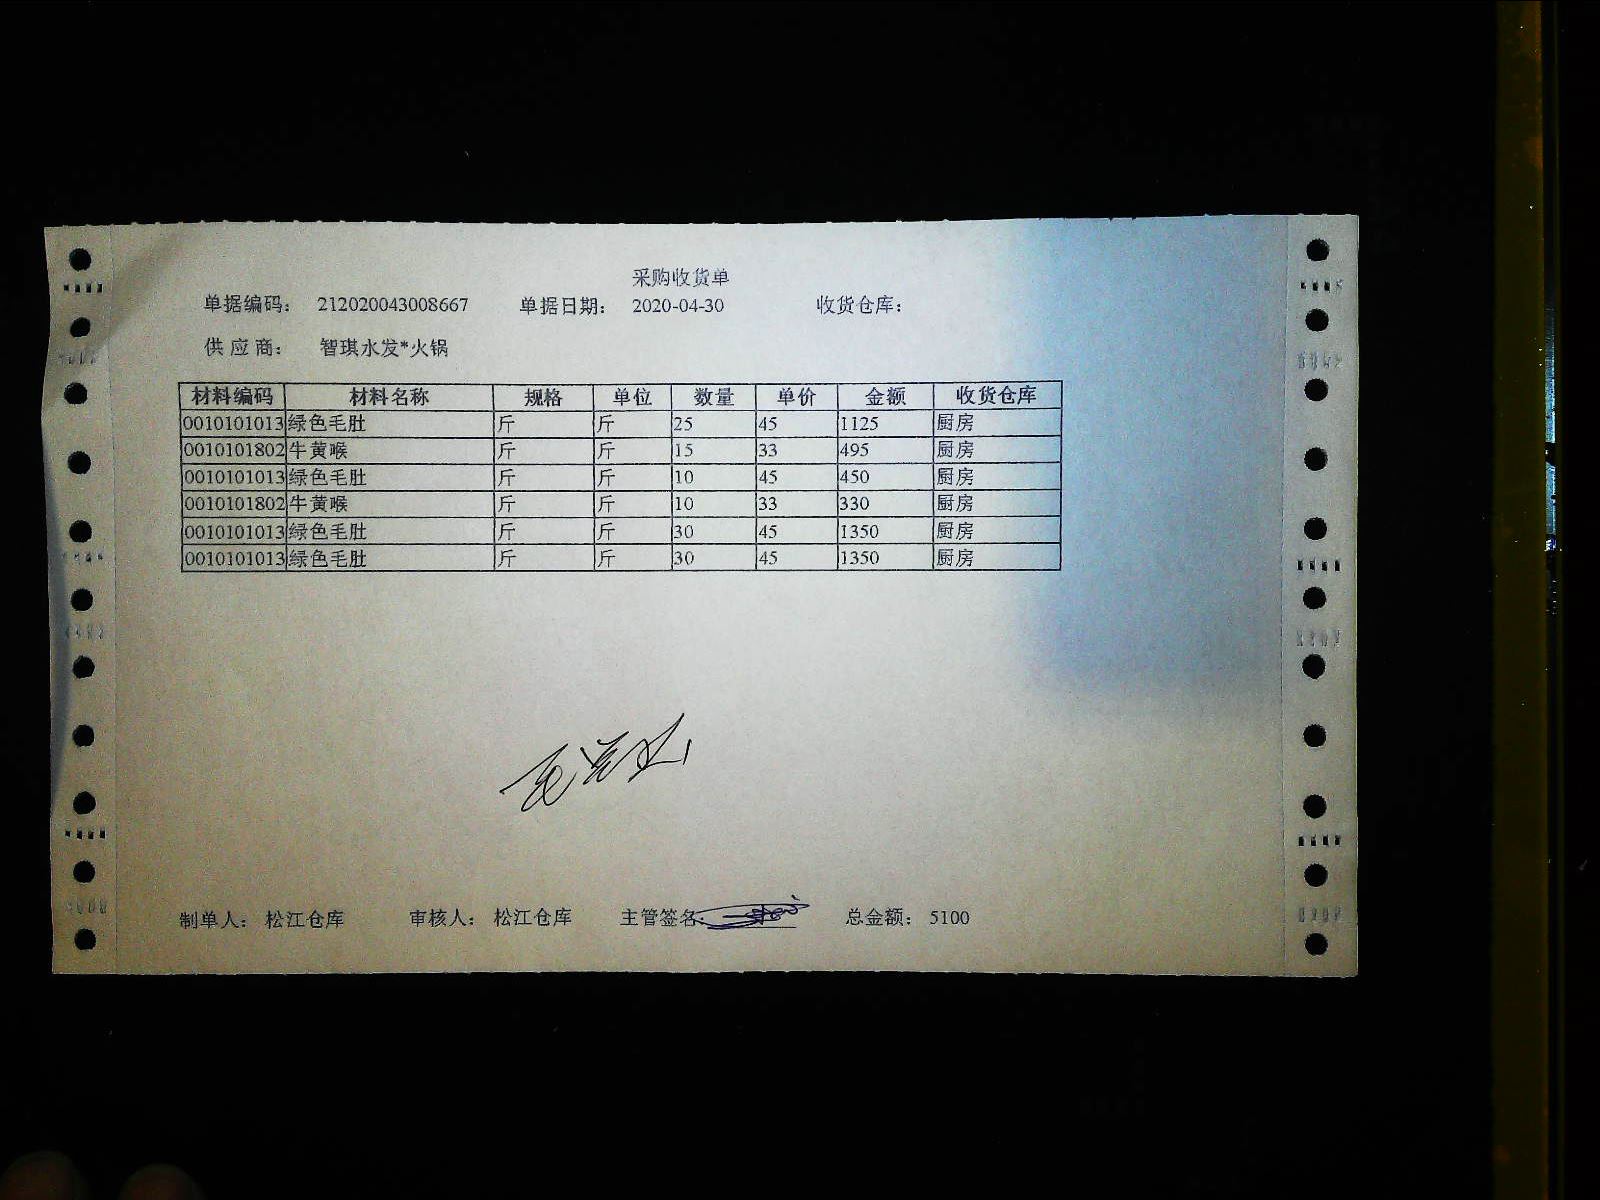 采购收货单
单据编码： 212020043008667 单据日期： 2020-04-30 收货仓库：
供应商： 智琪水发*火锅
材料编码 材料名称 规格 单位 数量 单价 金额 收货仓库
0010101013 绿色毛肚 斤 斤 25 45 1125 厨房
0010101802 牛黄喉 斤 斤 15 33 495 厨房
0010101013 绿色毛肚 斤 斤 10 45 450 厨房
0010101802 牛黄喉 斤 斤 10 33 330 厨房
0010101013 绿色毛肚 斤 斤 30 45 1350 厨房
0010101013 绿色毛肚 斤 斤 30 45 1350 厨房
制单人： 松江仓库 审核人： 松江仓库 主管签名： 总金额： 5100